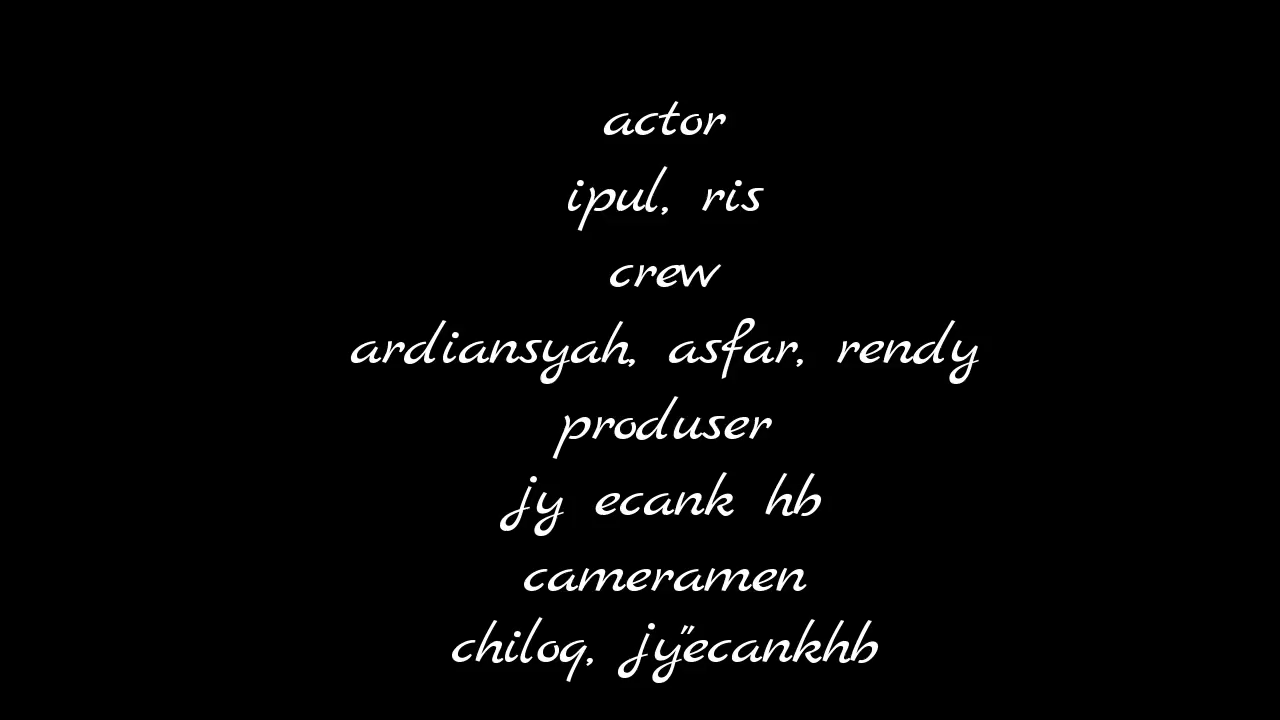 actor
ipul, ris
crew
ardiansyah, asfar, rendy
produser
jy ecank hb
cameramen
chiloq, jy"ecankhb